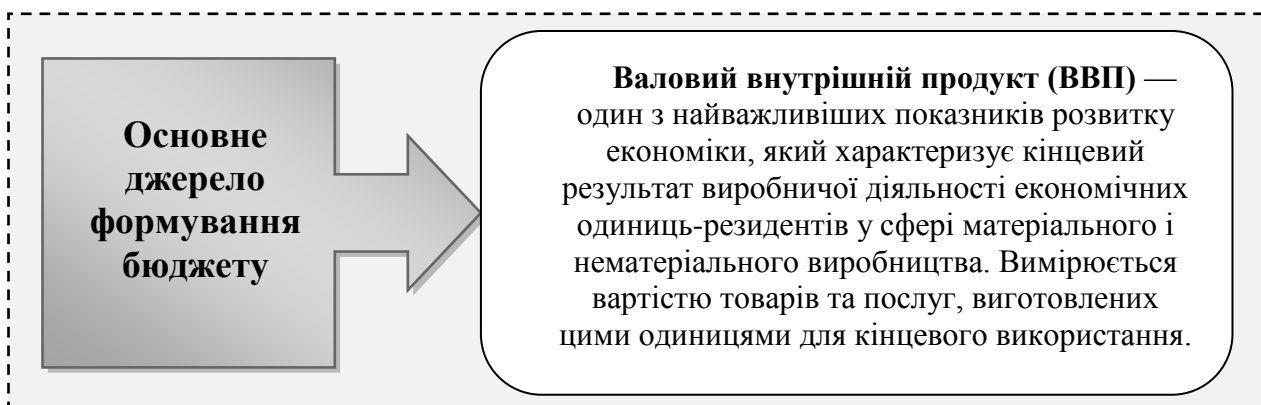 Основне
джерело
формування
бюджету
Валовий внутрішній продукт (ВВП) —
один з найважливіших показників розвитку
економіки, який характеризує кінцевий
результат виробничої діяльності економічних
одиниць-резидентів у сфері матеріального і
нематеріального виробництва. Вимірюється
вартістю товарів та послуг, виготовлених
цими одиницями для кінцевого використання.